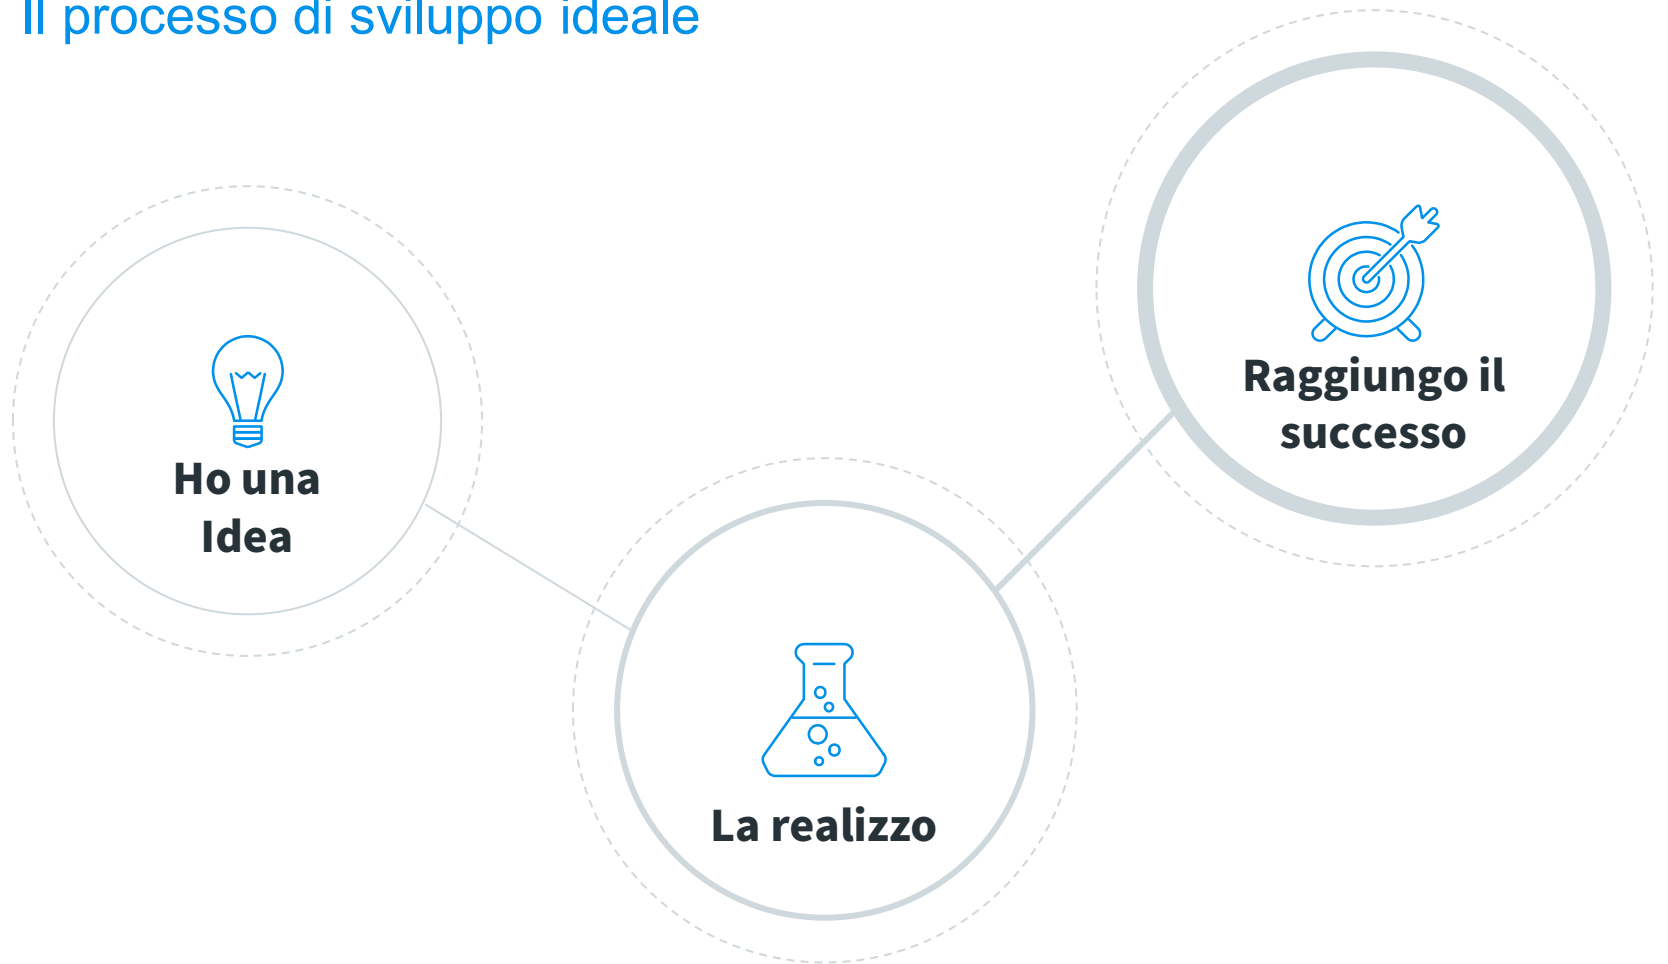 Il processo di sviluppo ideale
Ho una
Idea
La realizzo
Raggiungo il
successo